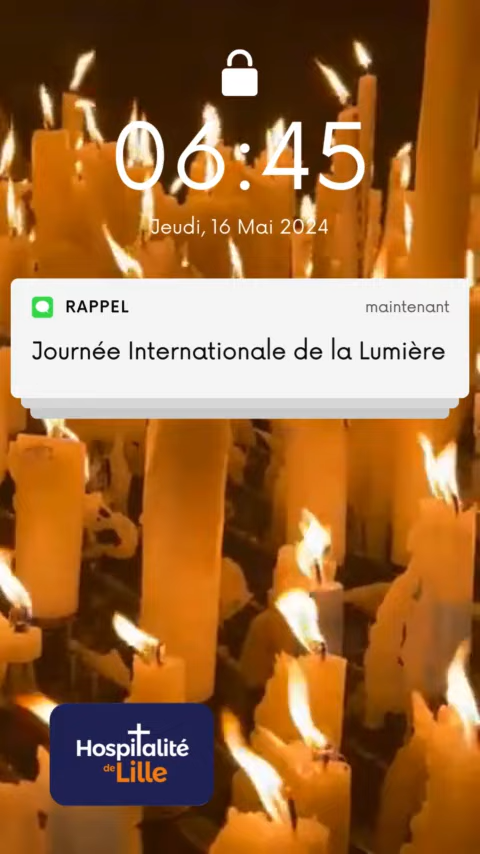 06:45
Jeudi, 16 Mai 2024
RAPPEL
maintenant
Journée Internationale de la Lumière
Hospitalité
de Lille